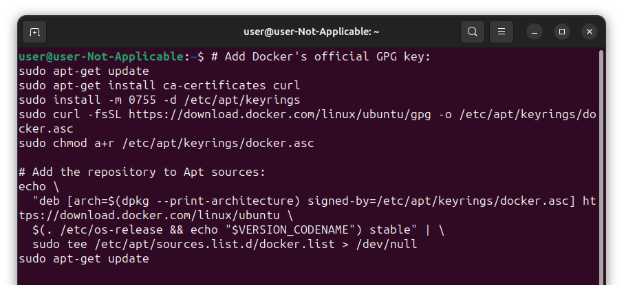 user@user-Not-Applicable: ~
user@user-Not-Applicable:~$ # Add Docker's official GPG key:
sudo apt-get update
sudo apt-get install ca-certificates curl
sudo install -m 0755 -d /etc/apt/keyrings
sudo curl -fsSL https://download.docker.com/linux/ubuntu/gpg -o /etc/apt/keyrings/do
cker.asc
sudo chmod a+r /etc/apt/keyrings/docker.asc

# Add the repository to Apt sources:
echo \
  "deb [arch=$(dpkg --print-architecture) signed-by=/etc/apt/keyrings/docker.asc] ht
tps://download.docker.com/linux/ubuntu \
  $(. /etc/os-release && echo "$VERSION_CODENAME") stable" | \
  sudo tee /etc/apt/sources.list.d/docker.list > /dev/null
sudo apt-get update